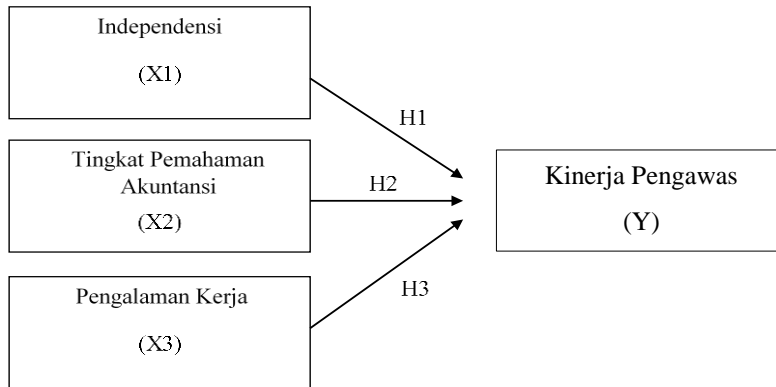 Independensi
(X1)
H1
Tingkat Pemahaman
Akuntansi
(X2)
H2
Kinerja Pengawas
(Y)
Pengalaman Kerja
(X3)
H3